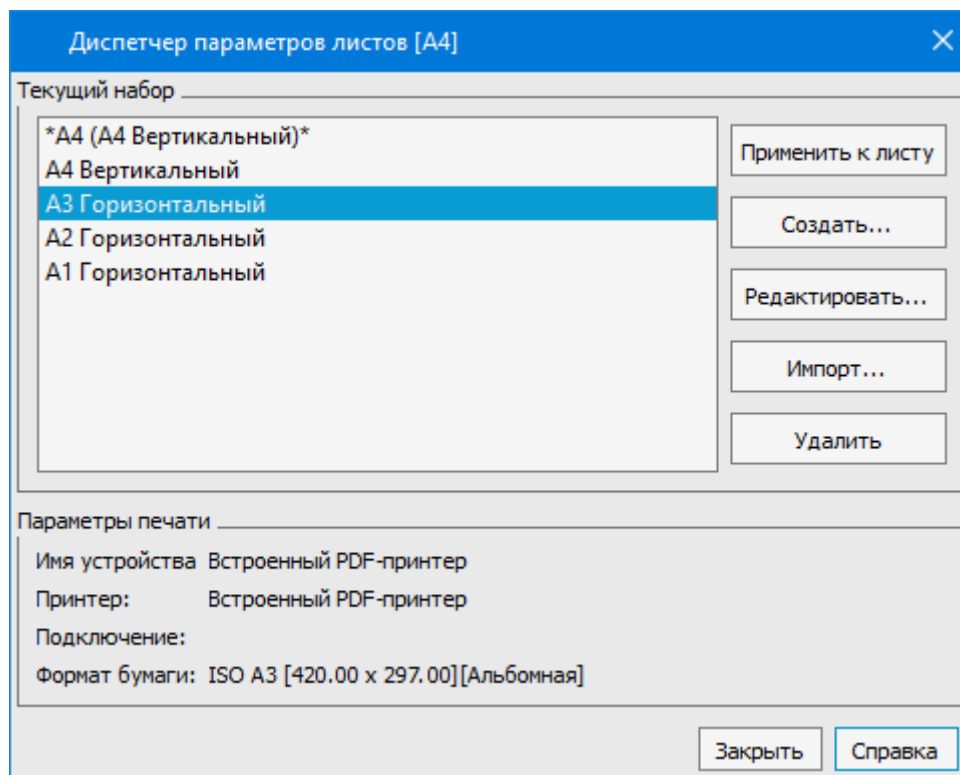 Диспетчер параметров листов [A4]
Текущий набор
*A4 (A4 Вертикальный)*
A4 Вертикальный
A3 Горизонтальный
A2 Горизонтальный
A1 Горизонтальный
Применить к листу
Создать...
Редактировать...
Импорт...
Удалить
Параметры печати
Имя устройства Встроенный PDF-принтер
Принтер: Встроенный PDF-принтер
Подключение:
Формат бумаги: ISO A3 [420.00 x 297.00][Альбомная]
Закрыть Справка